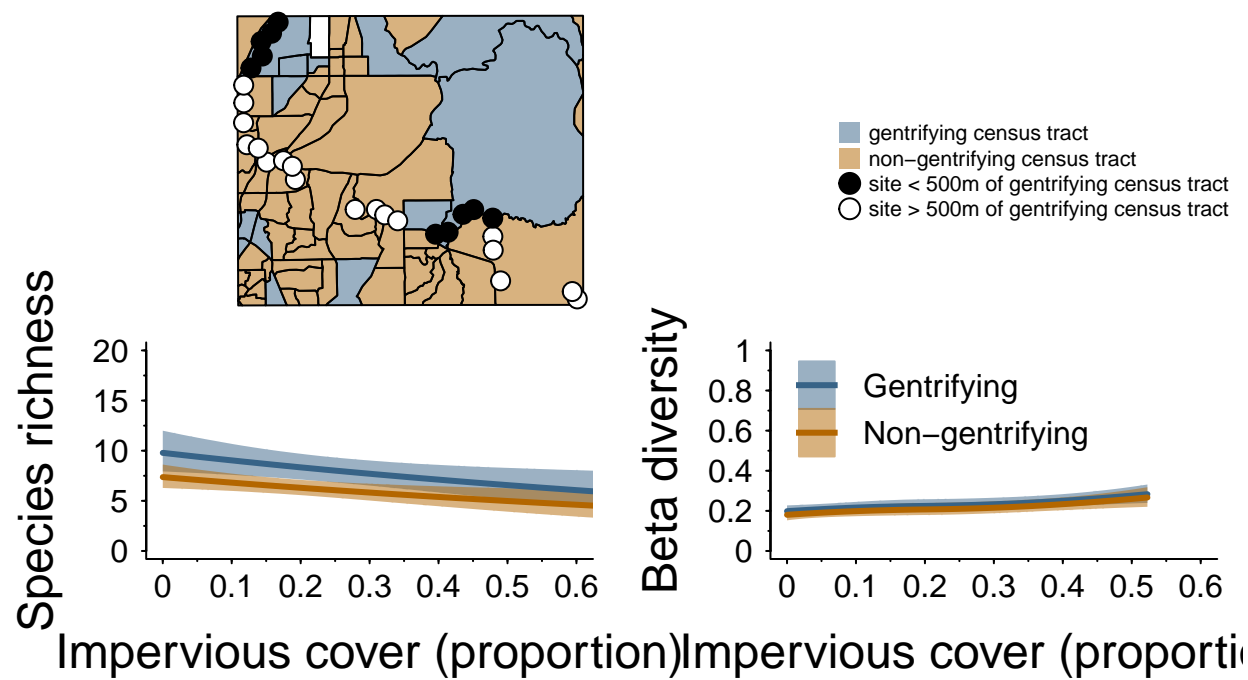 gentrifying census tract
non−gentrifying census tract
site < 500m of gentrifying census tract
site > 500m of gentrifying census tract
Species richness
20
15
10
5
0
0 0.1 0.2 0.3 0.4 0.5 0.6
Impervious cover (proportion)
Beta diversity
1
0.8
0.6
0.4
0.2
0
Gentrifying
Non−gentrifying
0 0.1 0.2 0.3 0.4 0.5 0.6
Impervious cover (proporti